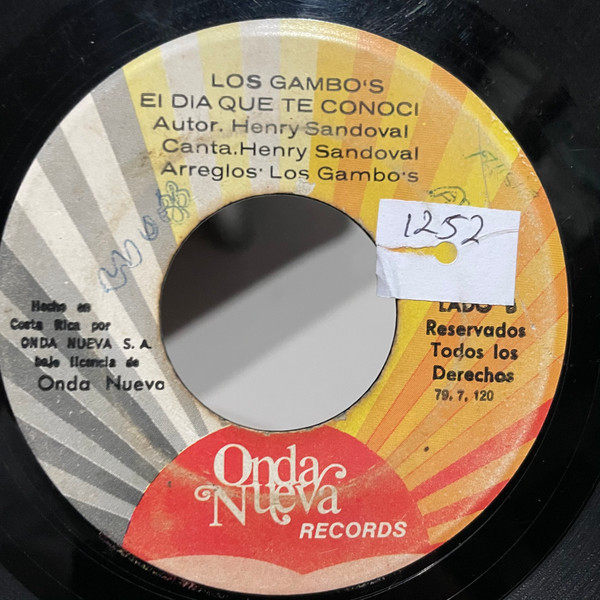 LOS GAMBO'S
El DIA QUE TE CONOCI
Autor. Henry Sandoval
Canta.Henry Sandoval
Arreglos· Los Gambo's
1252
Hecho en
Costa Rica por
ONDA NUEVA S. A.
bajo licencia de
Onda Nueva
LADO B
Reservados
Todos los
Derechos
79, 7, 120
Onda
Nueva
RECORDS